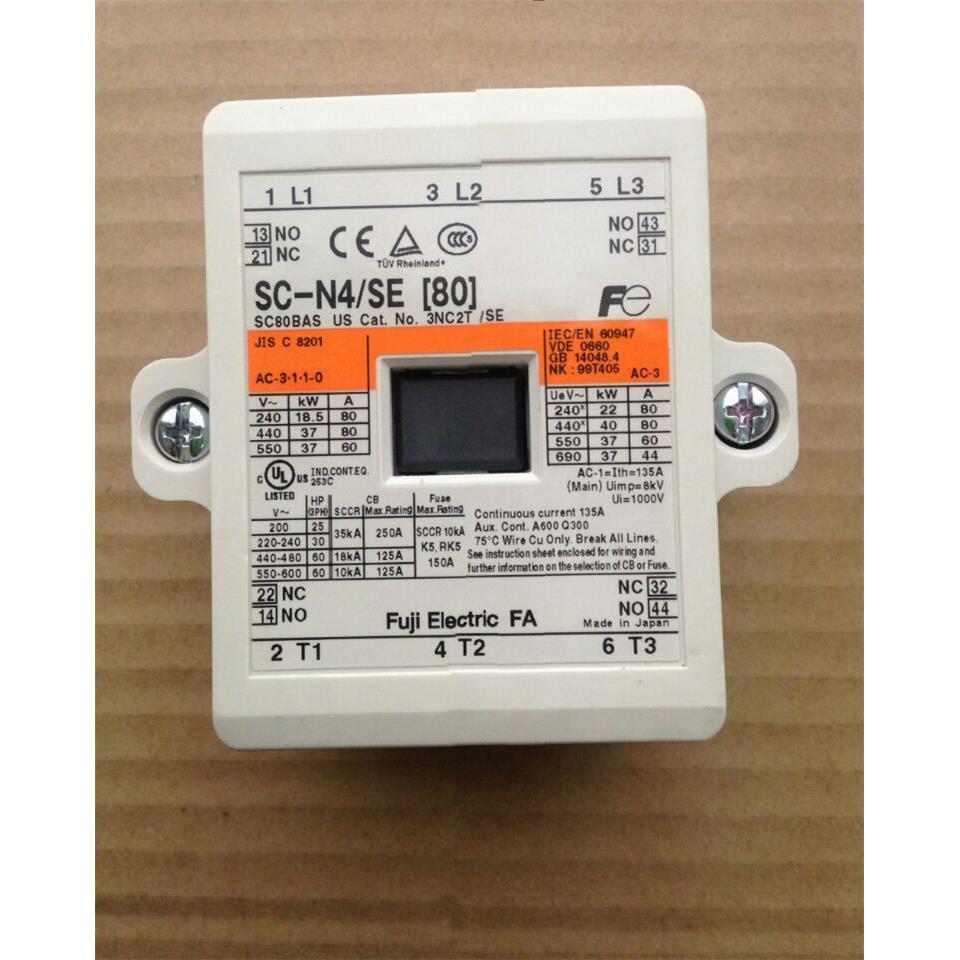 1 L1 3 L2 5 L3
13 NO
21 NC
CE
TÜV Rheinland
CCC S
NO 43
NC 31
SC-N4/SE [80]
SC80BAS US Cat. No. 3NC2T /SE
Fe
JIS C 8201
AC-3·1·1-0
IEC/EN 60947
VDE 0660
GB 14048.4
NK : 99T405 AC-3
V~ kW A
240 18.5 80
440 37 80
550 37 60
Ue V~ kW A
240* 22 80
440* 40 80
550 37 60
690 37 44
AC-1=Ith=135A
(Main) Uimp=8kV
Ui=1000V
C UL US IND.CONT.EQ.
LISTED 253C
V~ HP (3PH) SCCR CB Max.Rating Fuse Max.Rating
200 25 35kA 250A SCCR 10kA
220-240 30 K5, RK5
440-480 60 18kA 125A 150A
550-600 60 10kA 125A
Continuous current 135A
Aux. Cont. A600 Q300
75°C Wire Cu Only. Break All Lines.
See instruction sheet enclosed for wiring and
further information on the selection of CB or Fuse.
22 NC
14 NO
NC 32
NO 44
Fuji Electric FA
Made in Japan
2 T1 4 T2 6 T3